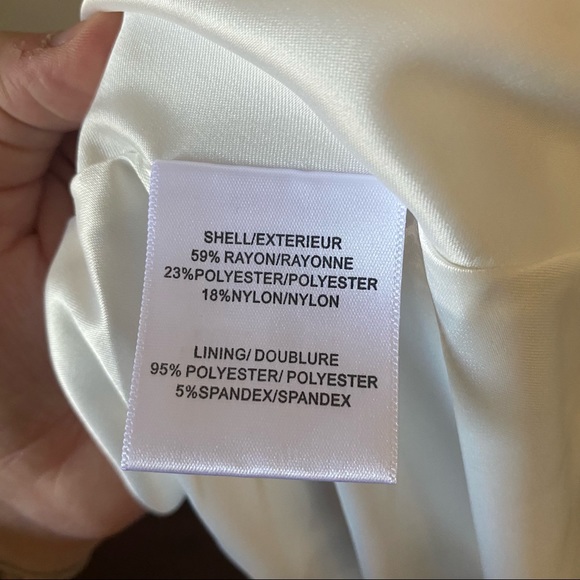 SHELL/EXTERIEUR
59% RAYON/RAYONNE
23%POLYESTER/POLYESTER
18%NYLON/NYLON
LINING/ DOUBLURE
95% POLYESTER/ POLYESTER
5%SPANDEX/SPANDEX